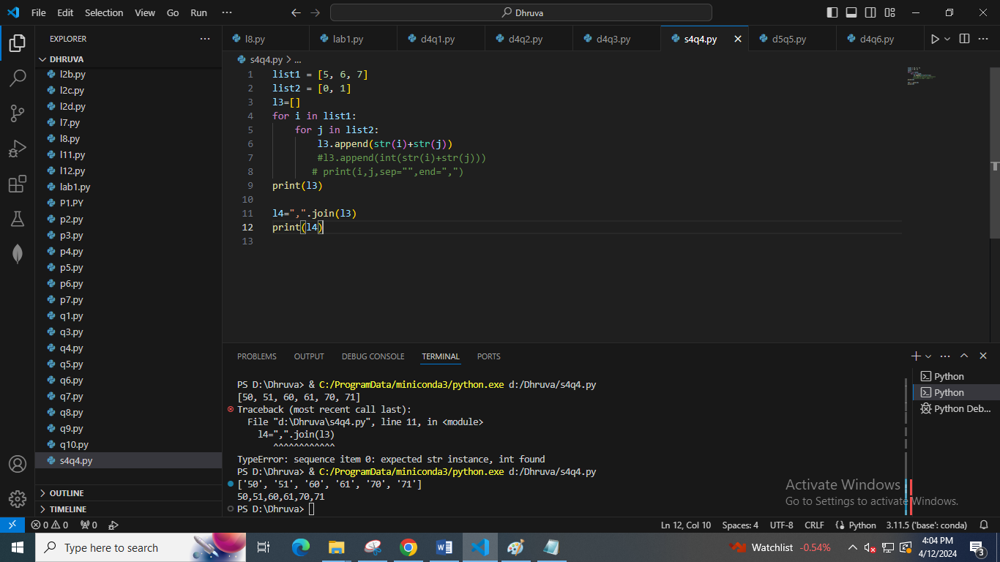 File Edit Selection View Go Run ··· Dhruva
EXPLORER ···
DHRUVA
l2b.py
l2c.py
l2d.py
l7.py
l8.py
l11.py
l12.py
lab1.py
P1.PY
p2.py
p3.py
p4.py
p5.py
p6.py
p7.py
q1.py
q3.py
q4.py
q5.py
q6.py
q7.py
q8.py
q9.py
q10.py
s4q4.py
OUTLINE
TIMELINE
l8.py lab1.py d4q1.py d4q2.py d4q3.py s4q4.py d5q5.py d4q6.py
s4q4.py > ...
1 list1 = [5, 6, 7]
2 list2 = [0, 1]
3 l3=[]
4 for i in list1:
5     for j in list2:
6         l3.append(str(i)+str(j))
7         #l3.append(int(str(i)+str(j)))
8        # print(i,j,sep="",end=",")
9 print(l3)
10
11 l4=",".join(l3)
12 print(l4)
13
PROBLEMS OUTPUT DEBUG CONSOLE TERMINAL PORTS
PS D:\Dhruva> & C:/ProgramData/miniconda3/python.exe d:/Dhruva/s4q4.py
[50, 51, 60, 61, 70, 71]
Traceback (most recent call last):
  File "d:\Dhruva\s4q4.py", line 11, in <module>
    l4=",".join(l3)
       ^^^^^^^^^^^^
TypeError: sequence item 0: expected str instance, int found
PS D:\Dhruva> & C:/ProgramData/miniconda3/python.exe d:/Dhruva/s4q4.py
['50', '51', '60', '61', '70', '71']
50,51,60,61,70,71
PS D:\Dhruva>
Python
Python
Python Deb...
Activate Windows
Go to Settings to activate Windows.
0 0 0 Ln 12, Col 10 Spaces: 4 UTF-8 CRLF Python 3.11.5 ('base': conda)
Type here to search Watchlist -0.54% 4:04 PM
4/12/2024 3